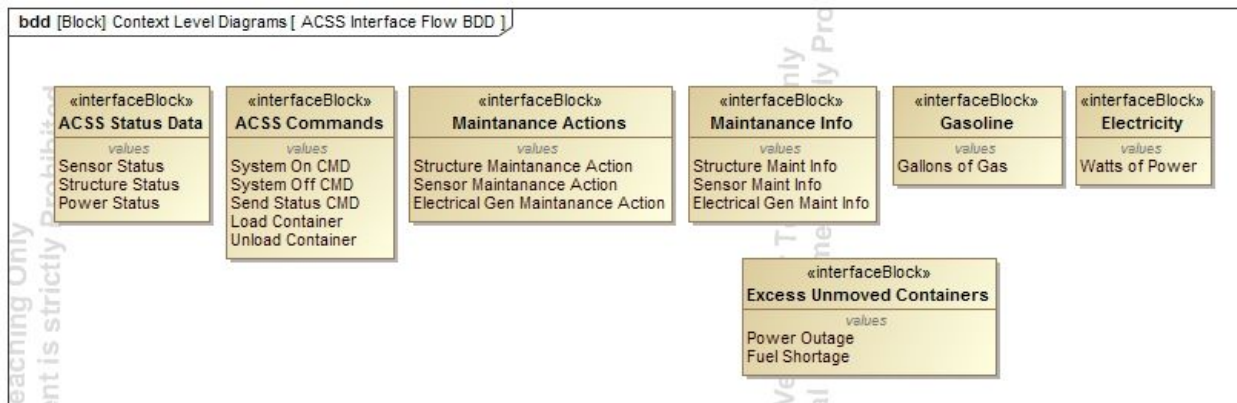 bdd [Block] Context Level Diagrams [ ACSS Interface Flow BDD ]
«interfaceBlock»
ACSS Status Data
values
Sensor Status
Structure Status
Power Status
«interfaceBlock»
ACSS Commands
values
System On CMD
System Off CMD
Send Status CMD
Load Container
Unload Container
«interfaceBlock»
Maintanance Actions
values
Structure Maintanance Action
Sensor Maintanance Action
Electrical Gen Maintanance Action
«interfaceBlock»
Maintanance Info
values
Structure Maint Info
Sensor Maint Info
Electrical Gen Maint Info
«interfaceBlock»
Gasoline
values
Gallons of Gas
«interfaceBlock»
Electricity
values
Watts of Power
«interfaceBlock»
Excess Unmoved Containers
values
Power Outage
Fuel Shortage
Only
is strictly Prohibited